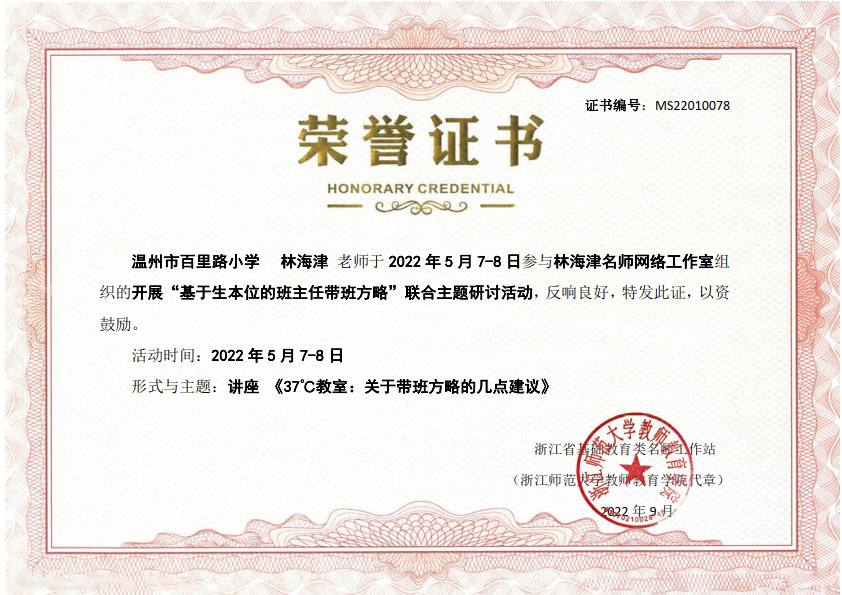 证书编号：MS22010078
荣誉证书
HONORARY CREDENTIAL
温州市百里路小学 林海津 老师于 2022 年 5 月 7-8 日参与林海津名师网络工作室组
织的开展“基于生本位的班主任带班方略”联合主题研讨活动，反响良好，特发此证，以资
鼓励。
活动时间：2022 年 5 月 7-8 日
形式与主题：讲座 《37℃教室：关于带班方略的几点建议》
浙江省基础教育类名师工作站
（浙江师范大学教师教育学院代章）
2022 年 9 月
浙江师范大学教师教育学院